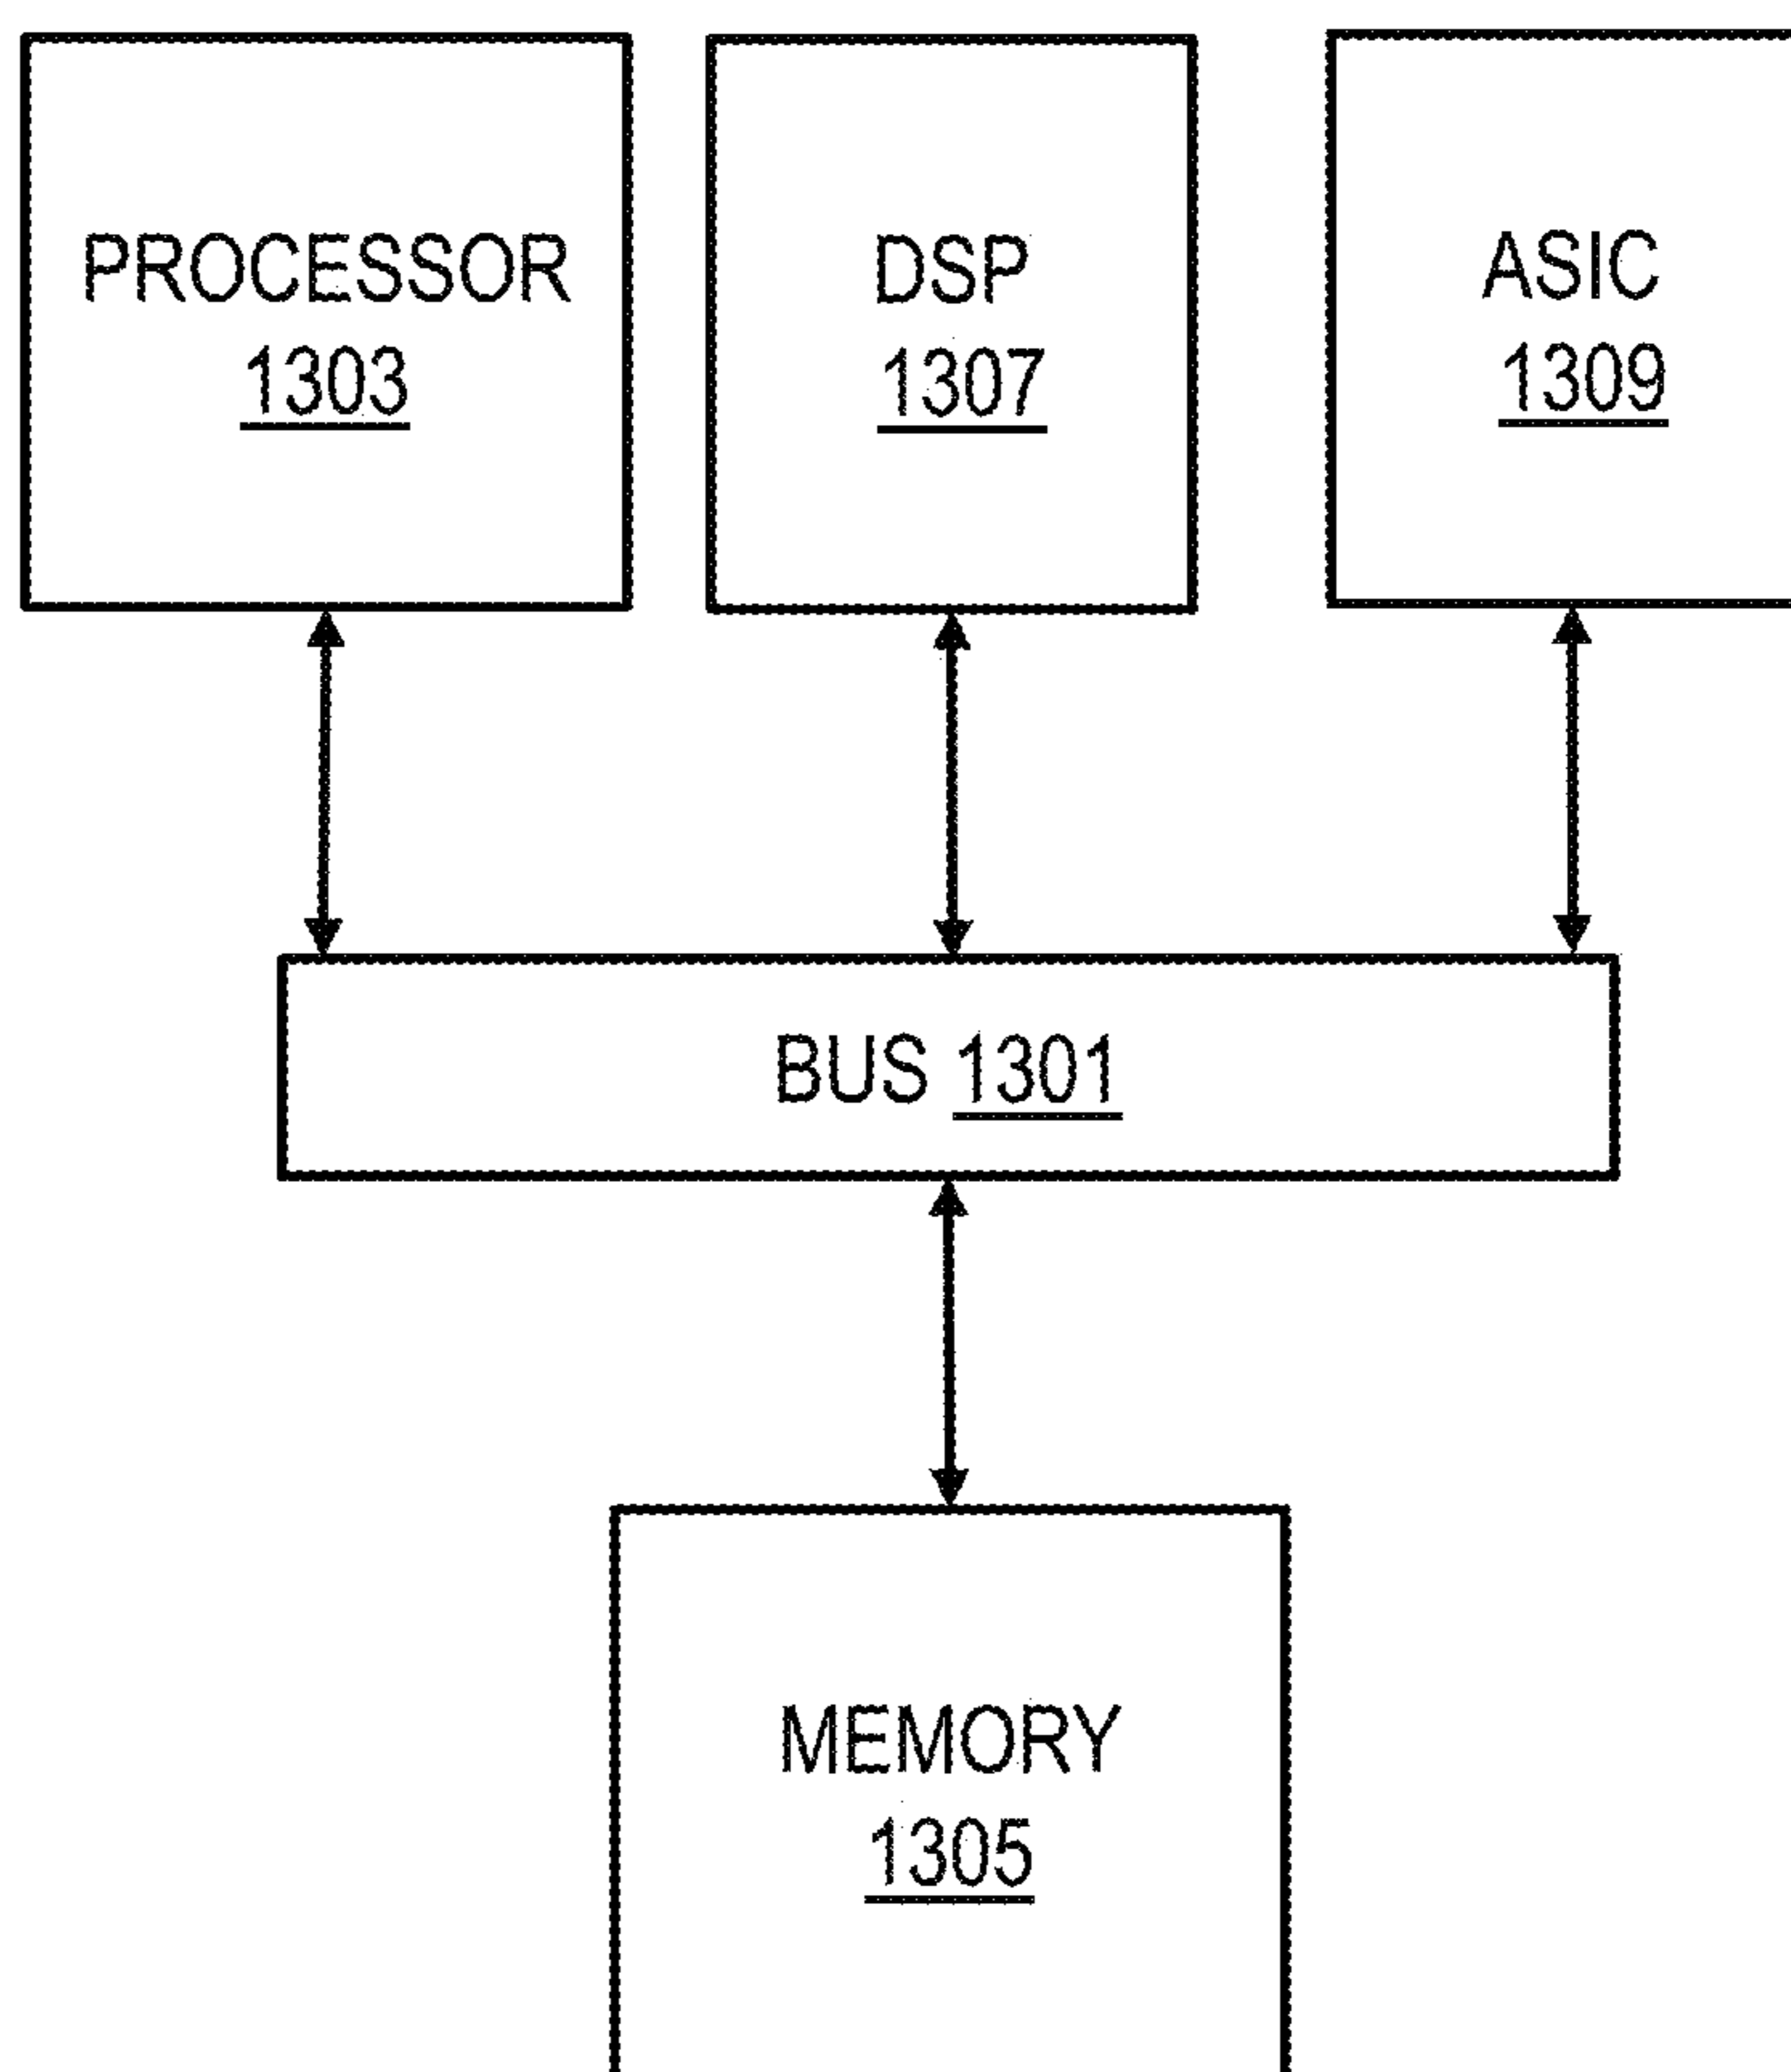 PROCESSOR
1303
DSP
1307
ASIC
1309
BUS 1301
MEMORY
1305